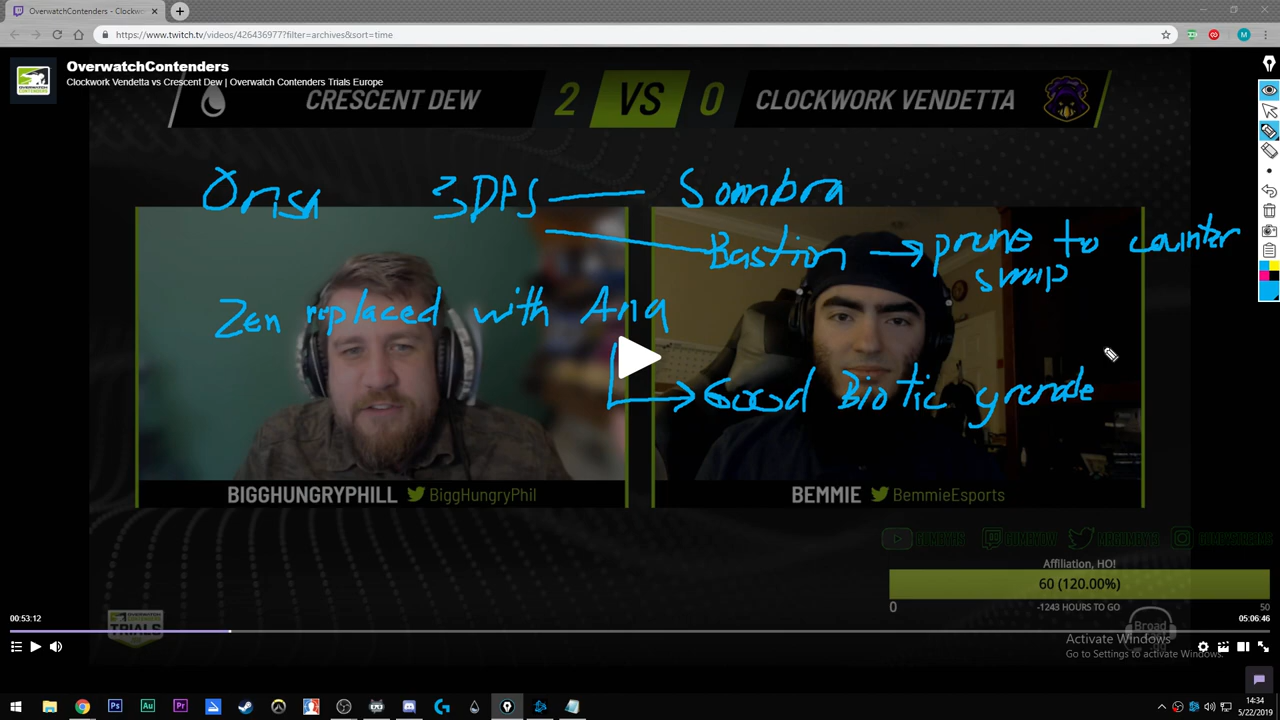 OverwatchContenders - Clockw
https://www.twitch.tv/videos/426436977?filter=archives&sort=time
M
OverwatchContenders
Clockwork Vendetta vs Crescent Dew | Overwatch Contenders Trials Europe
CRESCENT DEW 2 VS 0 CLOCKWORK VENDETTA
Orisa 3DPS Sombra
Bastion → prone to counter
swap
Zen replaced with Ana
Good Biotic grenade
BIGGHUNGRYPHILL BiggHungryPhil
BEMMIE BemmieEsports
Affiliation, HO!
60 (120.00%)
0 -1243 HOURS TO GO 50
00:53:12
05:06:46
TRIALS
Broad
Activate Windows
Go to Settings to activate Windows.
Ps Au Pr
14:34
5/22/2019